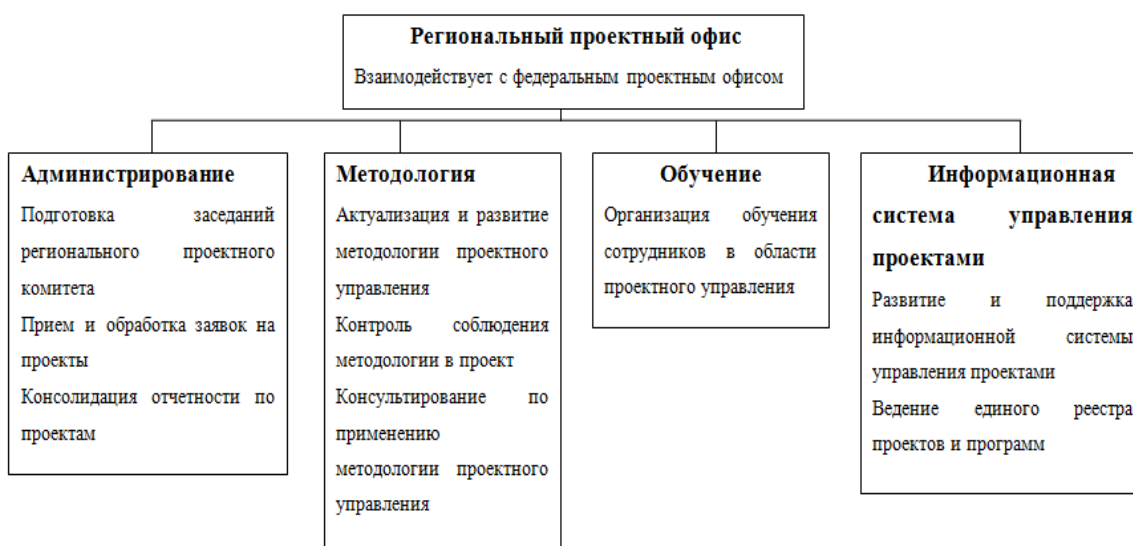 Региональный проектный офис
Взаимодействует с федеральным проектным офисом
Администрирование
Подготовка заседаний
регионального проектного
комитета
Прием и обработка заявок на
проекты
Консолидация отчетности по
проектам
Методология
Актуализация и развитие
методологии проектного
управления
Контроль соблюдения
методологии в проект
Консультирование по
применению
методологии проектного
управления
Обучение
Организация обучения
сотрудников в области
проектного управления
Информационная
система управления
проектами
Развитие и поддержка
информационной системы
управления проектами
Ведение единого реестра
проектов и программ